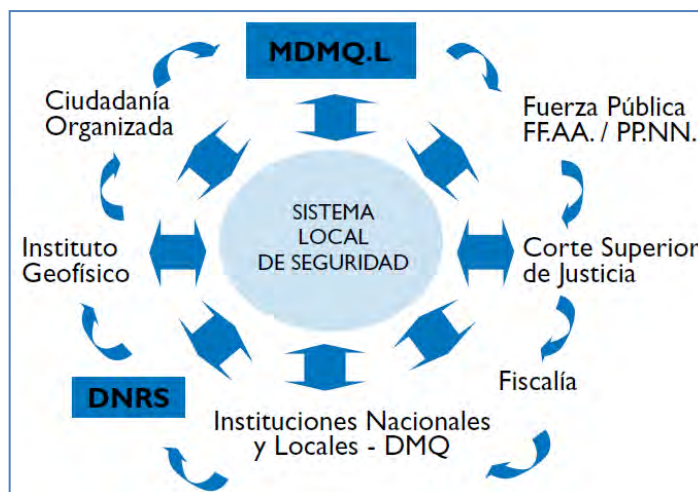 MDMQ.L
Ciudadanía
Organizada
Fuerza Pública
FF.AA. / PP.NN.
SISTEMA
LOCAL
DE SEGURIDAD
Instituto
Geofísico
Corte Superior
de Justicia
Fiscalía
DNRS
Instituciones Nacionales
y Locales - DMQ